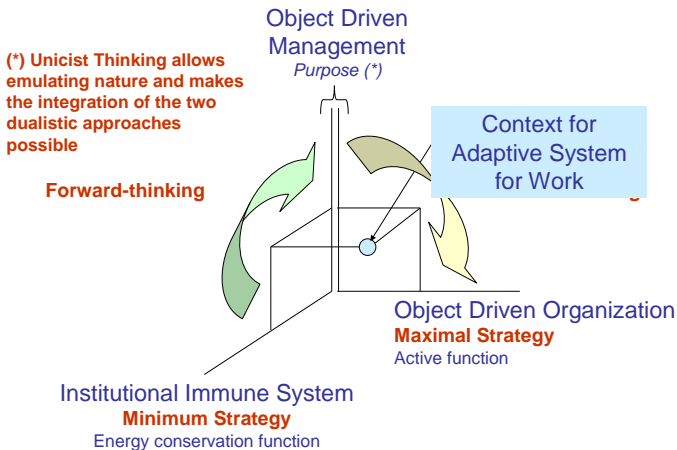 Object Driven
Management
Purpose (*)
(*) Unicist Thinking allows
emulating nature and makes
the integration of the two
dualistic approaches
possible
Context for
Adaptive System
for Work
Forward-thinking
Object Driven Organization
Maximal Strategy
Active function
Institutional Immune System
Minimum Strategy
Energy conservation function